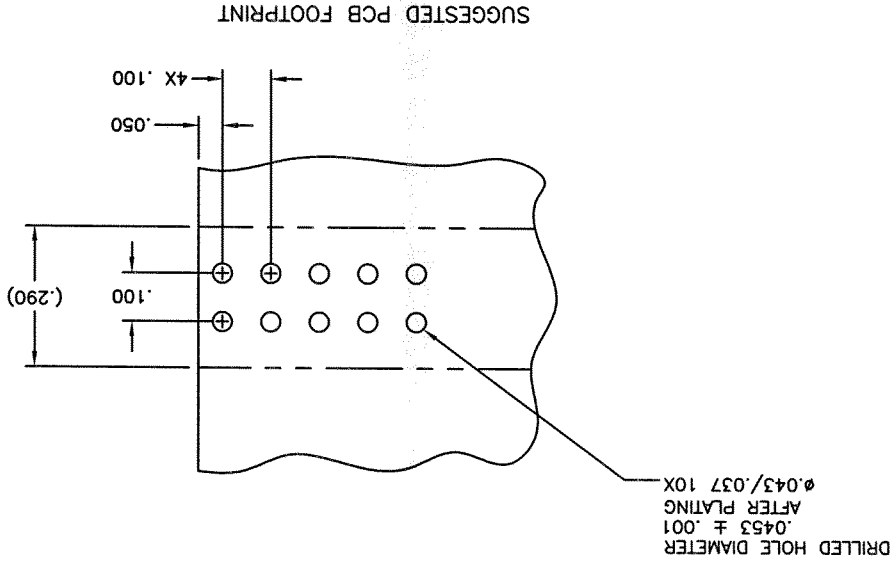 DRILLED HOLE DIAMETER
.0453 ± .001
AFTER PLATING
ø.043/.037 10X
(.290)
.100
.050
4X .100
SUGGESTED PCB FOOTPRINT